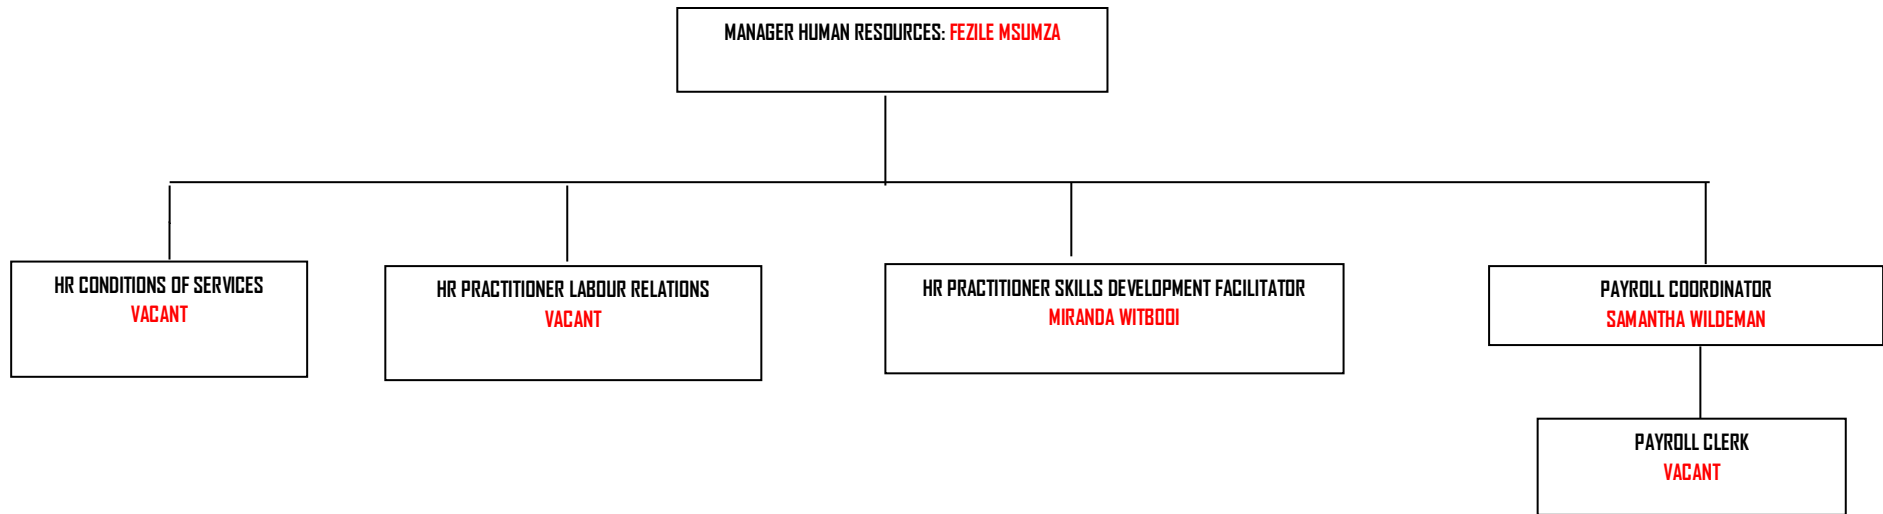 MANAGER HUMAN RESOURCES: FEZILE MSUMZA
HR CONDITIONS OF SERVICES
VACANT
HR PRACTITIONER LABOUR RELATIONS
VACANT
HR PRACTITIONER SKILLS DEVELOPMENT FACILITATOR
MIRANDA WITBOOI
PAYROLL COORDINATOR
SAMANTHA WILDEMAN
PAYROLL CLERK
VACANT